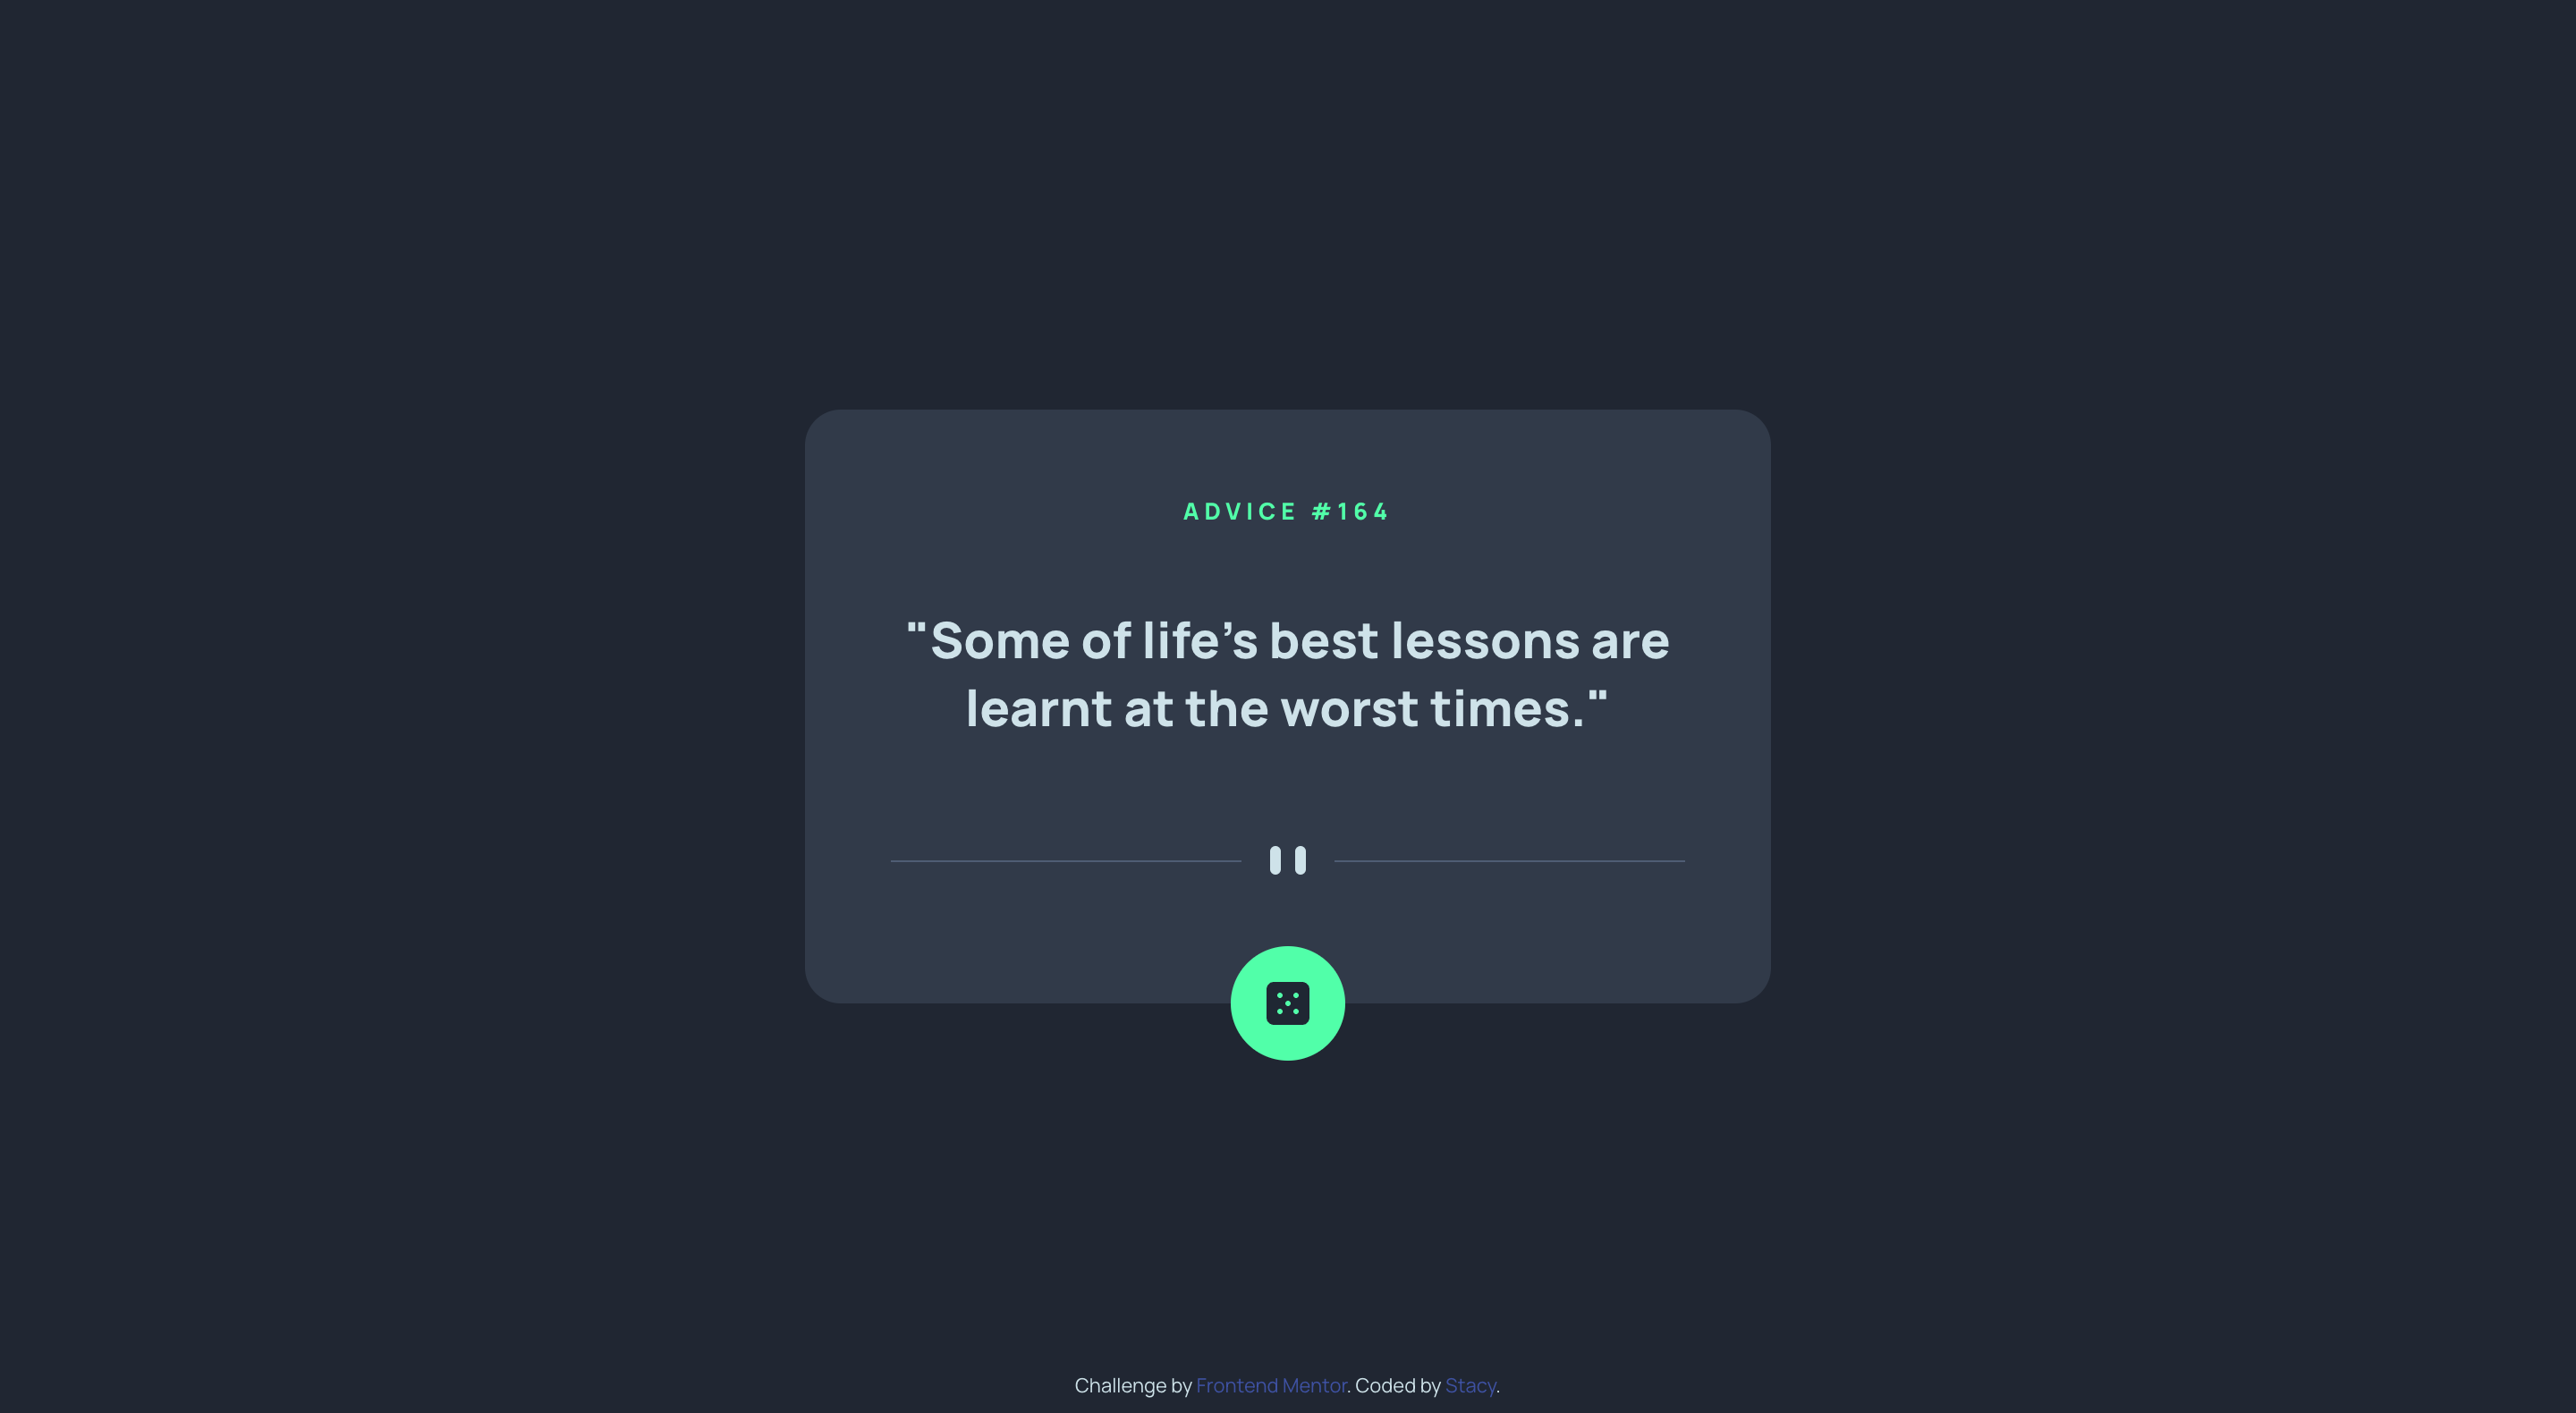 ADVICE #164
"Some of life’s best lessons are
learnt at the worst times."
Challenge by Frontend Mentor. Coded by Stacy.